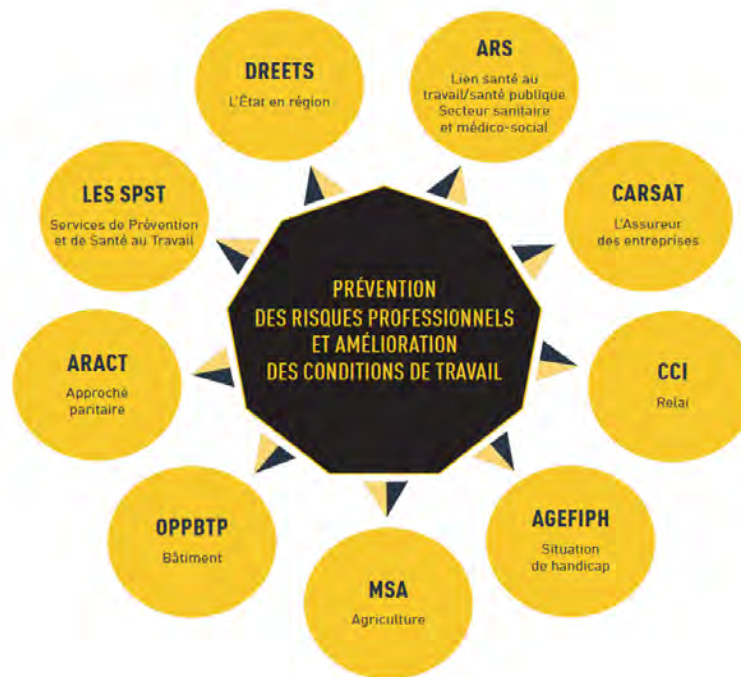 DREETS
L'État en région
ARS
Lien santé au
travail/santé publique
Secteur sanitaire
et médico-social
LES SPST
Services de Prévention
et de Santé au Travail
CARSAT
L'Assureur
des entreprises
PRÉVENTION
DES RISQUES PROFESSIONNELS
ET AMÉLIORATION
DES CONDITIONS DE TRAVAIL
ARACT
Approche
paritaire
CCI
Relai
OPPBTP
Bâtiment
AGEFIPH
Situation
de handicap
MSA
Agriculture